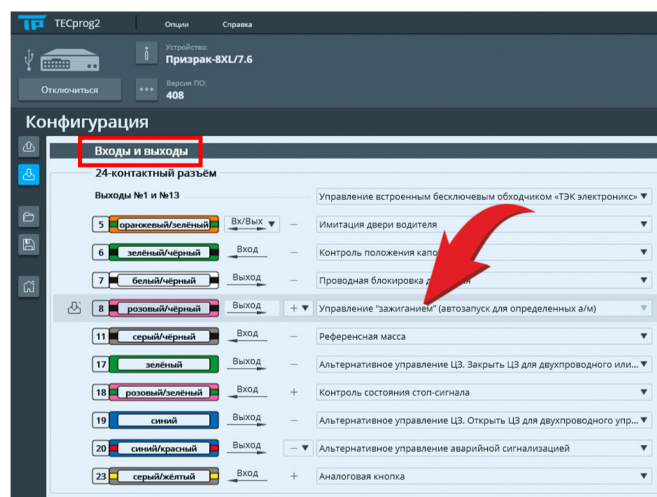 TECprog2 Опции Справка
Устройство:
Призрак-8XL/7.6
Версия ПО:
Отключиться
408
Конфигурация
Входы и выходы
24-контактный разъём
Выходы №1 и №13 Управление встроенным бесключевым обходчиком «ТЭК электроникс»
5 оранжевый/зелёный Вх/Вых – Имитация двери водителя
6 зелёный/чёрный Вход – Контроль положения
7 белый/чёрный Выход – Проводная блокировка
8 розовый/чёрный Выход + Управление "зажиганием" (автозапуск для определенных а/м)
11 серый/чёрный Вход – Референсная масса
17 зелёный Выход – Альтернативное управление ЦЗ. Закрыть ЦЗ для двухпроводного или...
18 розовый/зелёный Вход + Контроль состояния стоп-сигнала
19 синий Выход – Альтернативное управление ЦЗ. Открыть ЦЗ для двухпроводного упр...
20 синий/красный Выход – Альтернативное управление аварийной сигнализацией
23 серый/жёлтый Вход + Аналоговая кнопка